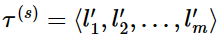 τ^{(s)} = ⟨l'_1, l'_2, . . . , l'_m⟩